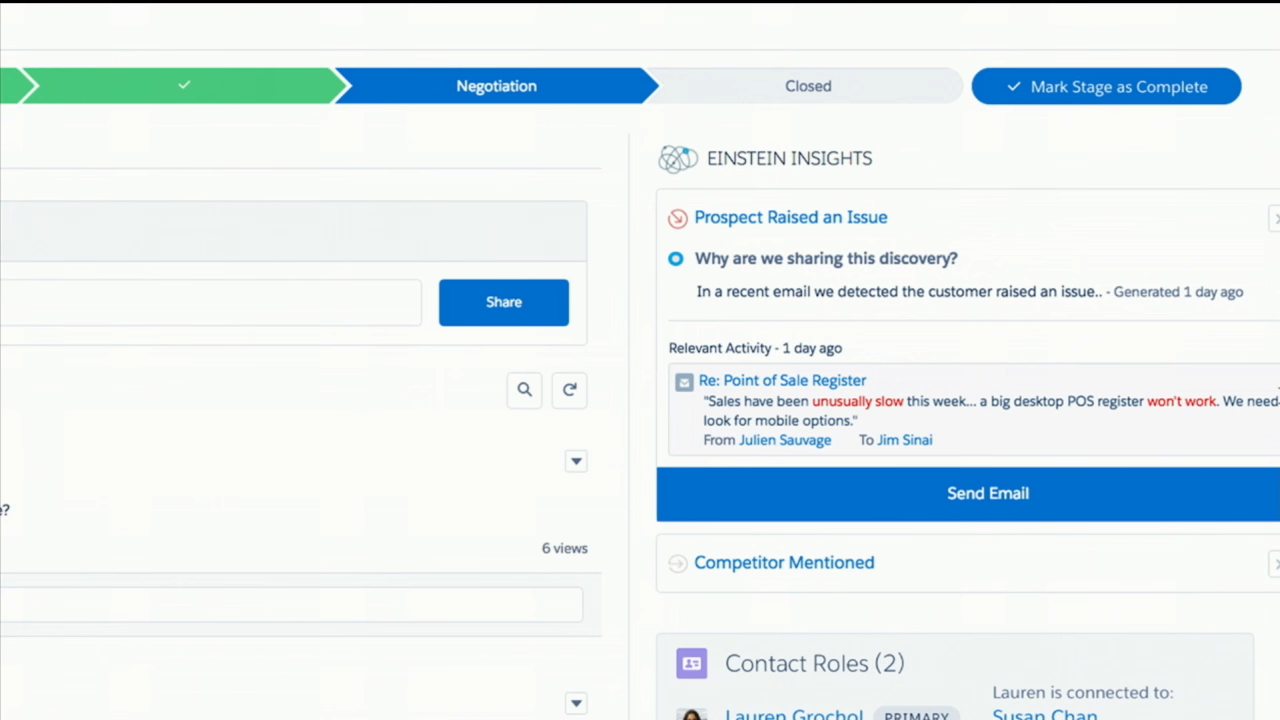 Negotiation
Closed
Mark Stage as Complete
EINSTEIN INSIGHTS
Prospect Raised an Issue
Why are we sharing this discovery?
In a recent email we detected the customer raised an issue.. - Generated 1 day ago
Share
Relevant Activity - 1 day ago
Re: Point of Sale Register
"Sales have been unusually slow this week... a big desktop POS register won't work. We need
look for mobile options."
From Julien Sauvage To Jim Sinai
Send Email
e?
6 views
Competitor Mentioned
Contact Roles (2)
Lauren is connected to:
Lauren Grochol PRIMARY
Susan Chan